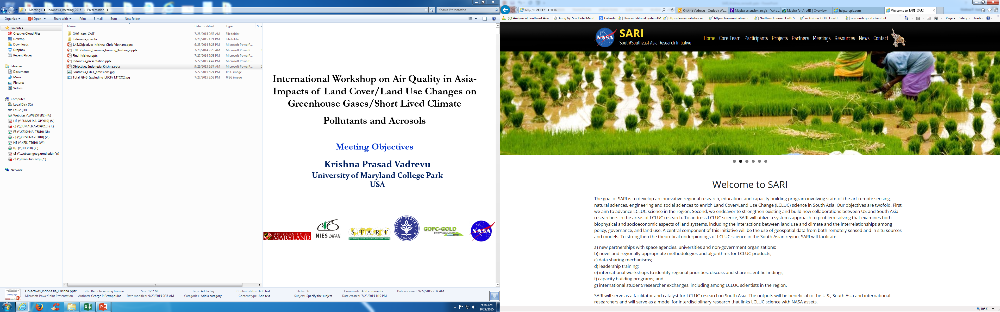 Meetings Indonesia_meeting_2015 Presentation
Search Presentation
Organize Open Share with Print E-mail Burn New folder
Favorites
Creative Cloud Files
Desktop
Downloads
Dropbox
Recent Places
Libraries
Documents
Music
Pictures
Videos
Computer
Local Disk (C:)
LaCie (H:)
Websites (\\WEBSTER2) (K:)
H$ (\\SUMALIKA-OP9010) (S:)
c$ (\\SUMALIKA-OP9010) (T:)
F$ (\\KRISHNA-T5810) (U:)
c$ (\\KRISHNA-T5810) (V:)
H$ (\\KRIS-T5610) (W:)
ftp (\\DELPHI) (X:)
c$ (\\webster.geog.umd.edu) (Y:)
c$ (\\akon.iluci.org) (Z:)
Network
Name Date modified Type Size
GHG-data_CAIT 7/28/2015 9:53 AM File folder
Indonesia_specific 7/28/2015 4:21 PM File folder
1.45.Objectives_Krishna_Chris_Vietnam.pptx 6/23/2014 8:28 PM Microsoft PowerP...
5.00. Vietnam_biomass_burning_Krishna_a.pptx 7/28/2014 9:23 AM Microsoft PowerP... 1
Final_Krishna.pptx 7/27/2014 7:53 PM Microsoft PowerP...
Indonesia_presentation.pptx 7/22/2015 4:47 PM Microsoft PowerP...
Objectives_Indonesia_Krishna.pptx 9/29/2015 9:37 AM Microsoft PowerP... 1
Southasia_LUCF_emissions.jpg 7/27/2015 5:24 PM JPEG image
Total_GHG_(excluding_LUCF)_MTCO2.jpg 7/27/2015 2:53 PM JPEG image
International Workshop on Air Quality in Asia-
Impacts of Land Cover/Land Use Changes on
Greenhouse Gases/Short Lived Climate
Pollutants and Aerosols
Meeting Objectives
Krishna Prasad Vadrevu
University of Maryland College Park
USA
UNIVERSITY OF MARYLAND
NIES JAPAN
START
global change SysTem for Analysis, Research & Training
INSTITUT PERTANIAN BOGOR
GOFC-GOLD
NASA
Objectives_Indonesia_Krishna.pptx Title: Remote sensing from ai... Size: 12.2 MB Tags: Add a tag Content status: Add text Slides: 37 Comments: Add comments Date accessed: 9/29/2015 9:37 AM
Microsoft PowerPoint Presentation Authors: George P Petropoulos Date modified: 9/29/2015 9:37 AM Categories: Add a category Content type: Add text Subject: Specify the subject Date created: 7/23/2015 1:19 PM
9:38 AM
9/29/2015
http://129.2.12.33:8080/
Krishna Vadrevu - Outlook We... Maplex extension arcgis - Yaho... Maplex for ArcGIS | Overview help.arcgis.com Welcome to SARI | SARI
SD Analysis of Southeast Asia... Aung Gyi Soe Hotel Mand... Calendar Elsevier Editorial SystemTM http--cleanairinitiative.or... http--cleanairinitiative.or... Northern Eurasian Earth S... re Krishna, GOFC Fire-IT ... re sounds good idea - but... Page Safety Tools
NASA
SARI
South/Southeast Asia Research Initiative
Home Core Team Participants Projects Partners Meetings Resources News Contact
Welcome to SARI
The goal of SARI is to develop an innovative regional research, education, and capacity building program involving state-of-the-art remote sensing,
natural sciences, engineering and social sciences to enrich Land Cover/Land Use Change (LCLUC) science in South Asia. Our objectives are twofold. First,
we aim to advance LCLUC science in the region. Second, we endeavor to strengthen existing and build new collaborations between US and South Asia
researchers in the areas of LCLUC research. To address LCLUC science, SARI will utilize a systems approach to problem-solving that examines both
biophysical and socioeconomic aspects of land systems, including the interactions between land use and climate and the interrelationships among
policy, governance, and land use. A central component of this initiative will be the use of geospatial data from both remotely sensed and in situ sources
and models. To strengthen the theoretical underpinnings of LCLUC science in the South Asian region, SARI will facilitate:
a) new partnerships with space agencies, universities and non-government organizations;
b) novel and regionally-appropriate methodologies and algorithms for LCLUC products;
c) data sharing mechanisms;
d) leadership training;
e) international workshops to identify regional priorities, discuss and share scientific findings;
f) capacity building programs; and
g) international student/researcher exchanges, including among LCLUC scientists in the region.
SARI will serve as a facilitator and catalyst for LCLUC research in South Asia. The outputs will be beneficial to the U.S., South Asia and international
researchers and will serve as a model for interdisciplinary research that links LCLUC science with NASA assets.
105%